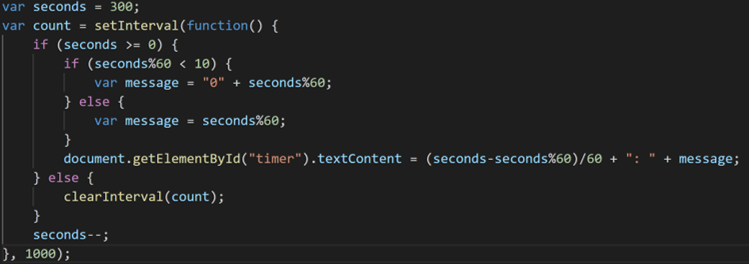 var seconds = 300;
var count = setInterval(function() {
    if (seconds >= 0) {
        if (seconds%60 < 10) {
            var message = "0" + seconds%60;
        } else {
            var message = seconds%60;
        }
        document.getElementById("timer").textContent = (seconds-seconds%60)/60 + ": " + message;
    } else {
        clearInterval(count);
    }
    seconds--;
}, 1000);